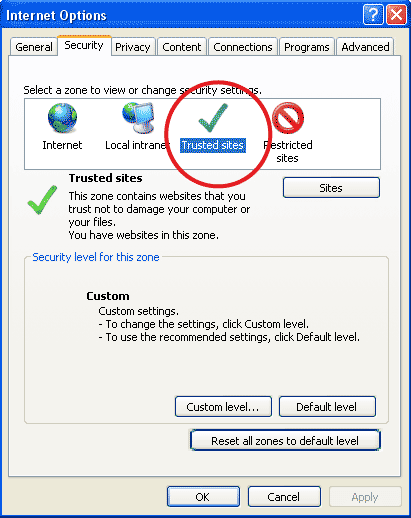 Internet Options
General Security Privacy Content Connections Programs Advanced
Select a zone to view or change security settings.
Internet Local intranet Trusted sites Restricted sites
Trusted sites
This zone contains websites that you
trust not to damage your computer or
your files.
You have websites in this zone.
Sites
Security level for this zone
Custom
Custom settings.
- To change the settings, click Custom level.
- To use the recommended settings, click Default level.
Custom level... Default level
Reset all zones to default level
OK Cancel Apply